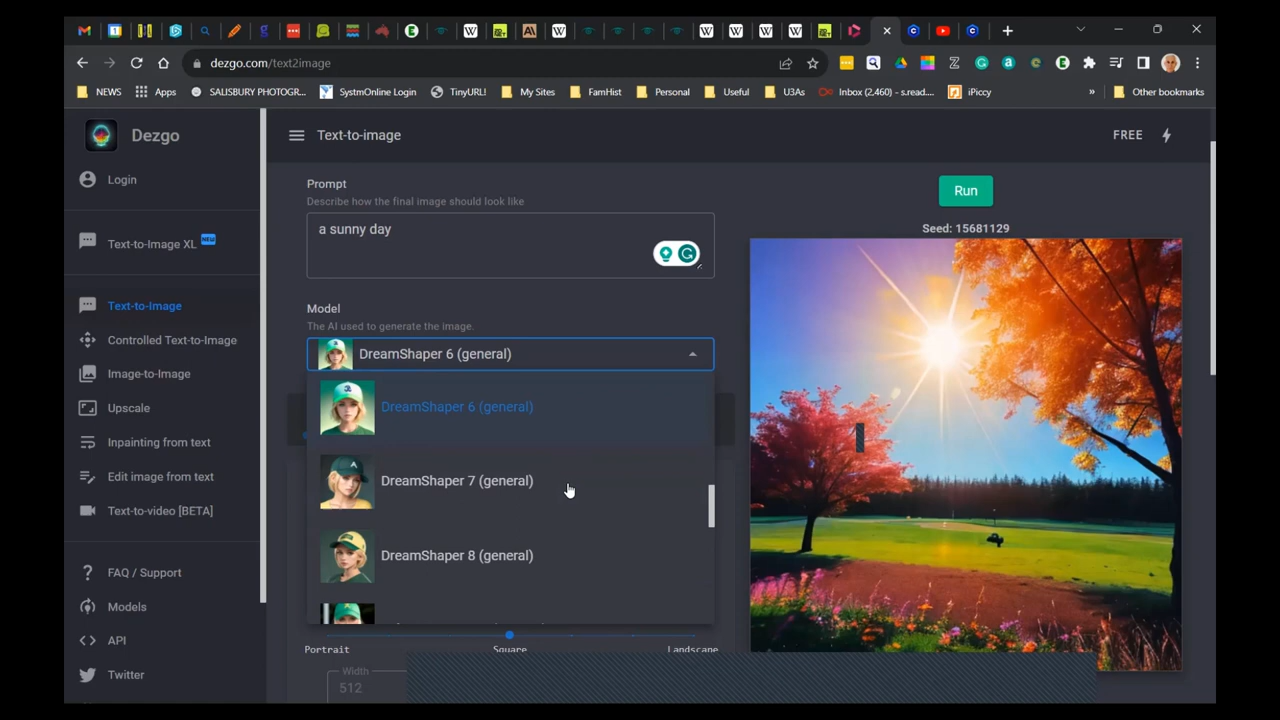 dezgo.com/text2image
NEWS
Apps
SALISBURY PHOTOGR...
SystmOnline Login
TinyURL!
My Sites
FamHist
Personal
Useful
U3As
Inbox (2,460) - s.read....
iPiccy
»
Other bookmarks
Dezgo
Text-to-image
FREE
Login
Text-to-Image XL NEW
Text-to-Image
Controlled Text-to-Image
Image-to-Image
Upscale
Inpainting from text
Edit image from text
Text-to-video [BETA]
FAQ / Support
Models
API
Twitter
Prompt
Describe how the final image should look like
a sunny day
Model
The AI used to generate the image.
DreamShaper 6 (general)
DreamShaper 6 (general)
DreamShaper 7 (general)
DreamShaper 8 (general)
Portrait
Square
Landscape
Width
512
Run
Seed: 15681129